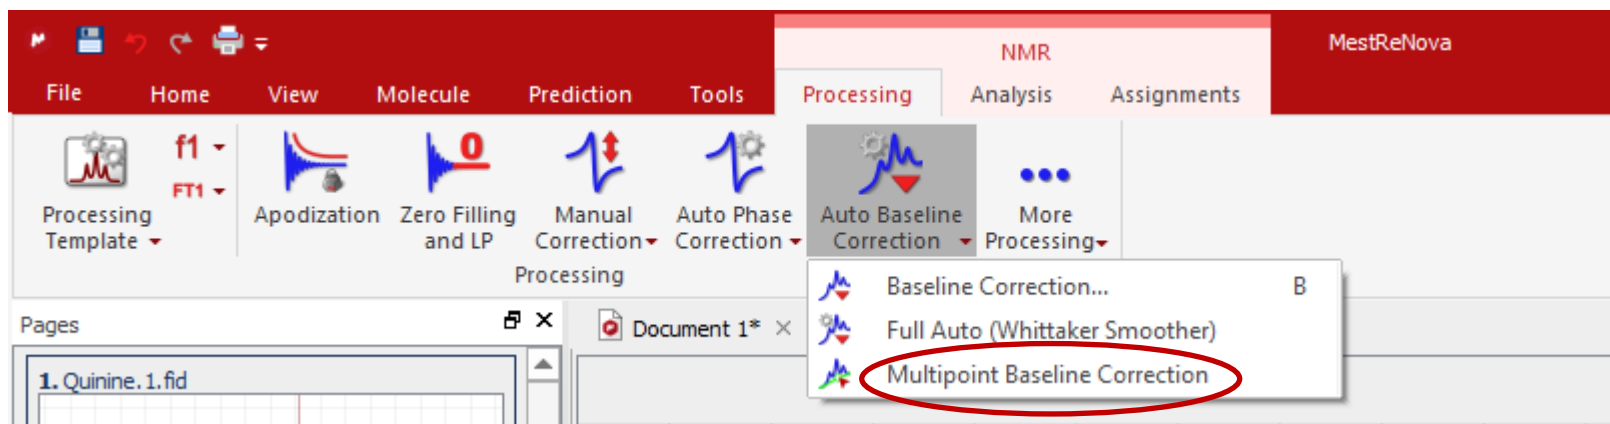 NMR
MestReNova
File Home View Molecule Prediction Tools Processing Analysis Assignments
f1
FT1
0
Processing Template
Apodization
Zero Filling and LP
Manual Correction
Auto Phase Correction
Auto Baseline Correction
More Processing
Processing
Baseline Correction... B
Full Auto (Whittaker Smoother)
Multipoint Baseline Correction
Pages
Document 1*
1. Quinine.1.fid